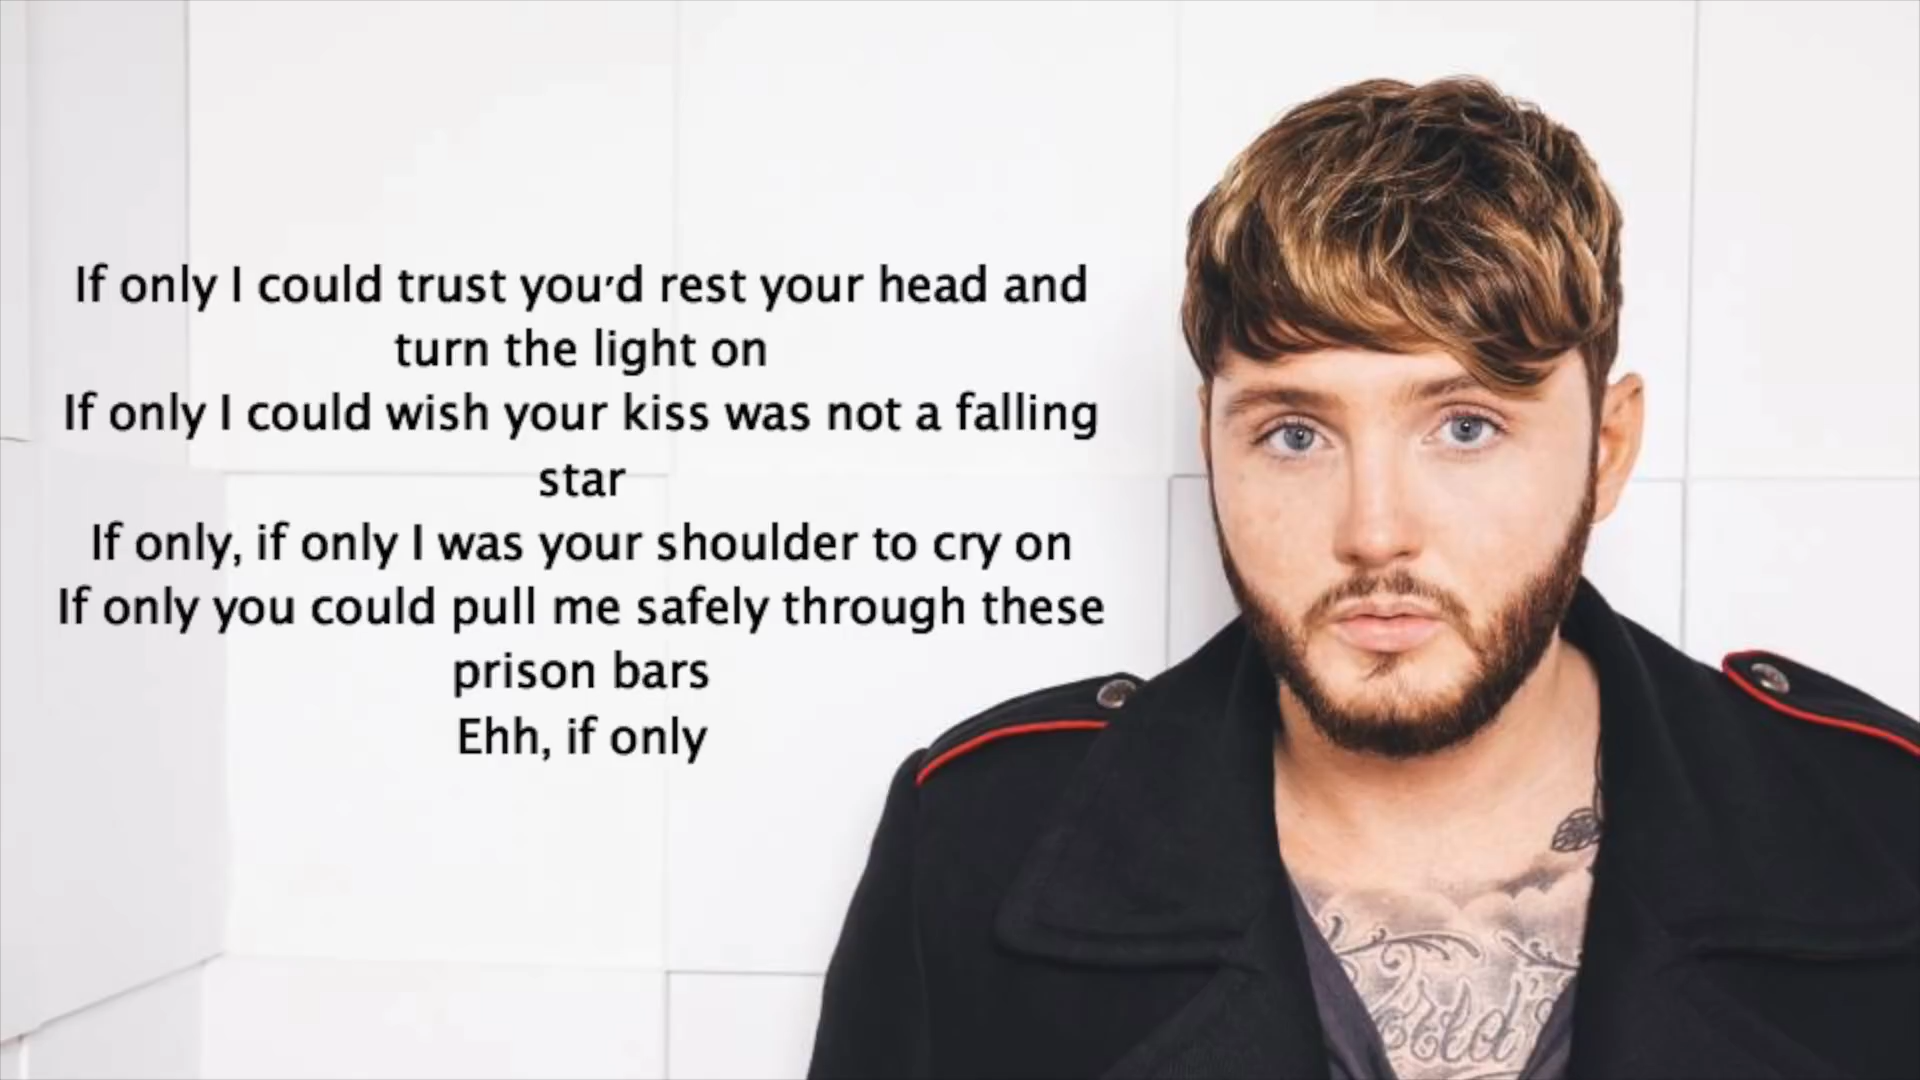 If only I could trust you'd rest your head and
turn the light on
If only I could wish your kiss was not a falling
star
If only, if only I was your shoulder to cry on
If only you could pull me safely through these
prison bars
Ehh, if only